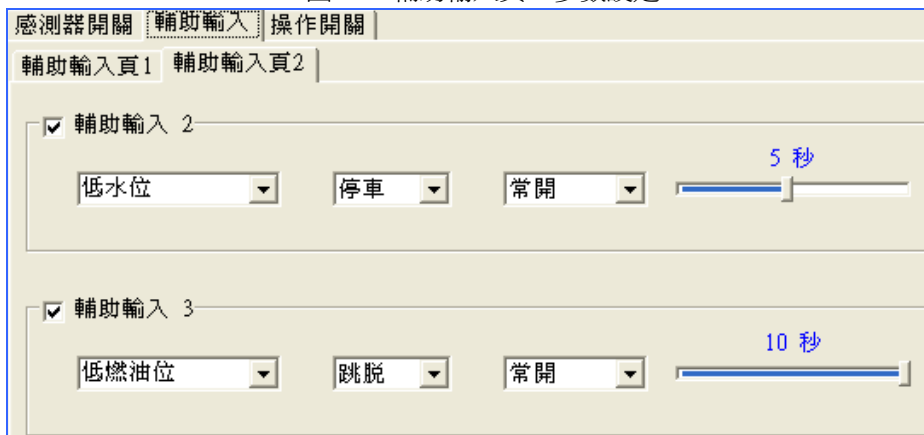 感測器開關 輔助輸入 操作開關
輔助輸入頁1 輔助輸入頁2
輔助輸入 2
5 秒
低水位 停車 常開
輔助輸入 3
10 秒
低燃油位 跳脫 常開